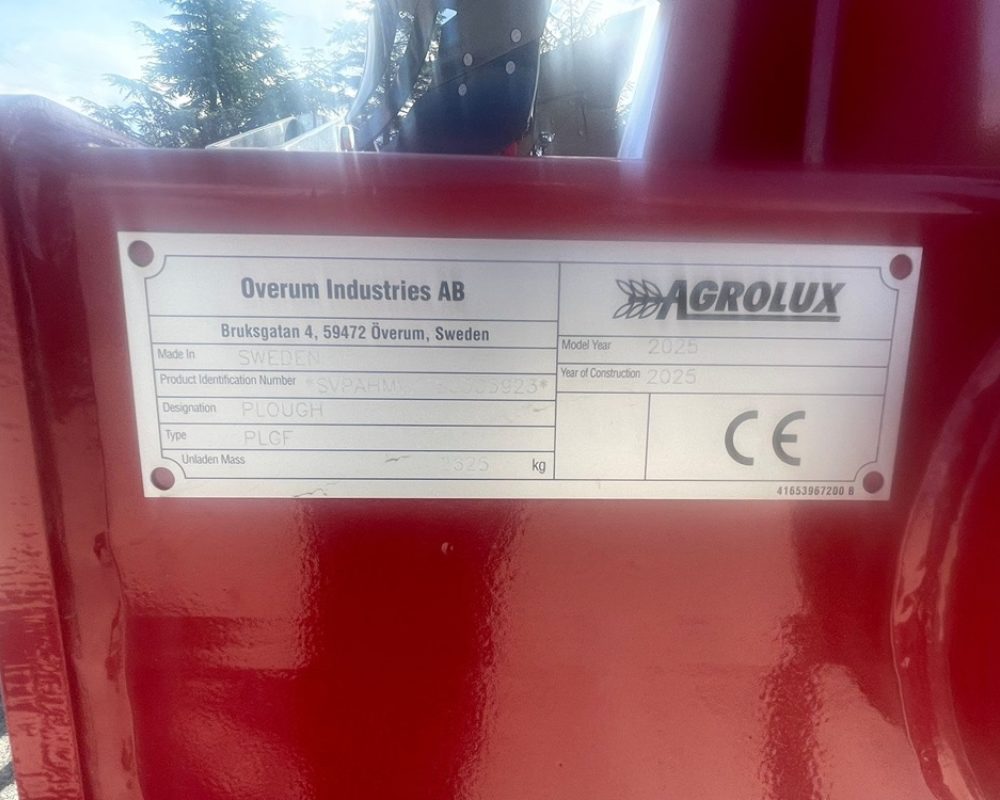 Overum Industries AB
Bruksgatan 4, 59472 Överum, Sweden
Made In SWEDEN
Product Identification Number
Designation PLOUGH
Type PLGF
Unladen Mass kg
AGROLUX
Model Year 2025
Year of Construction 2025
CE
41653967200 B